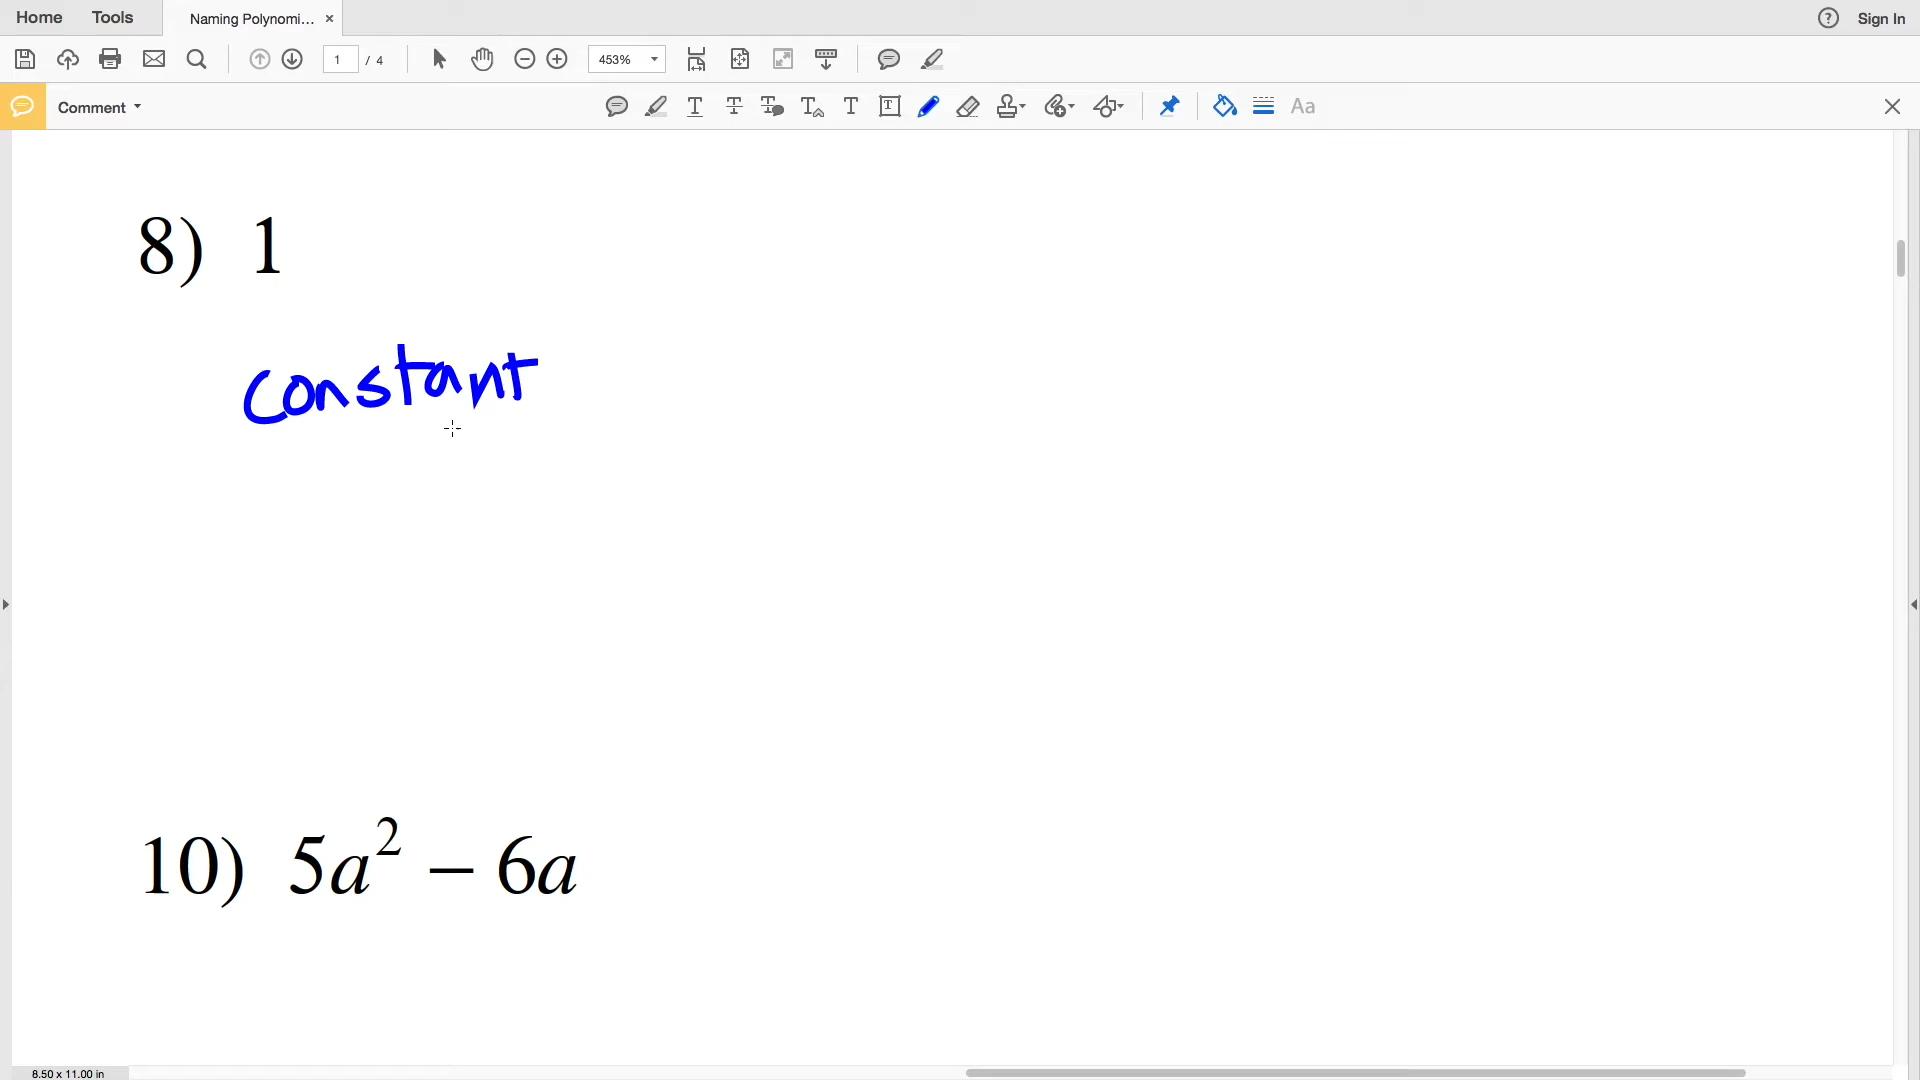 Home Tools Naming Polynomi... × Sign In
1 / 4 453%
Comment Aa
8) 1
constant
10) 5a² − 6a
8.50 x 11.00 in